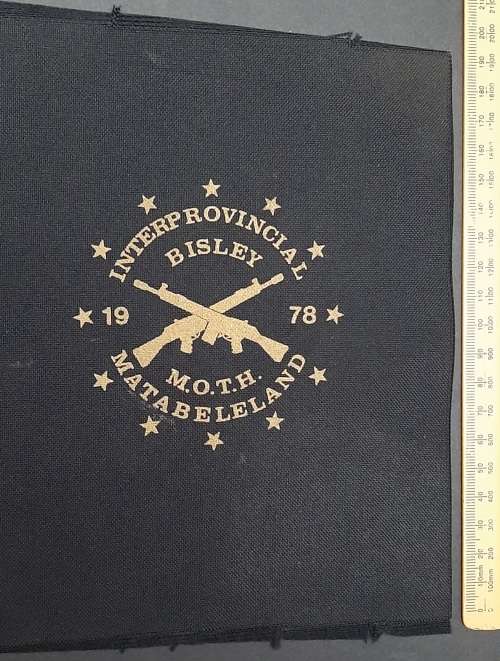 INTERPROVINCIAL
BISLEY
19 78
M.O.T.H.
MATABELELAND